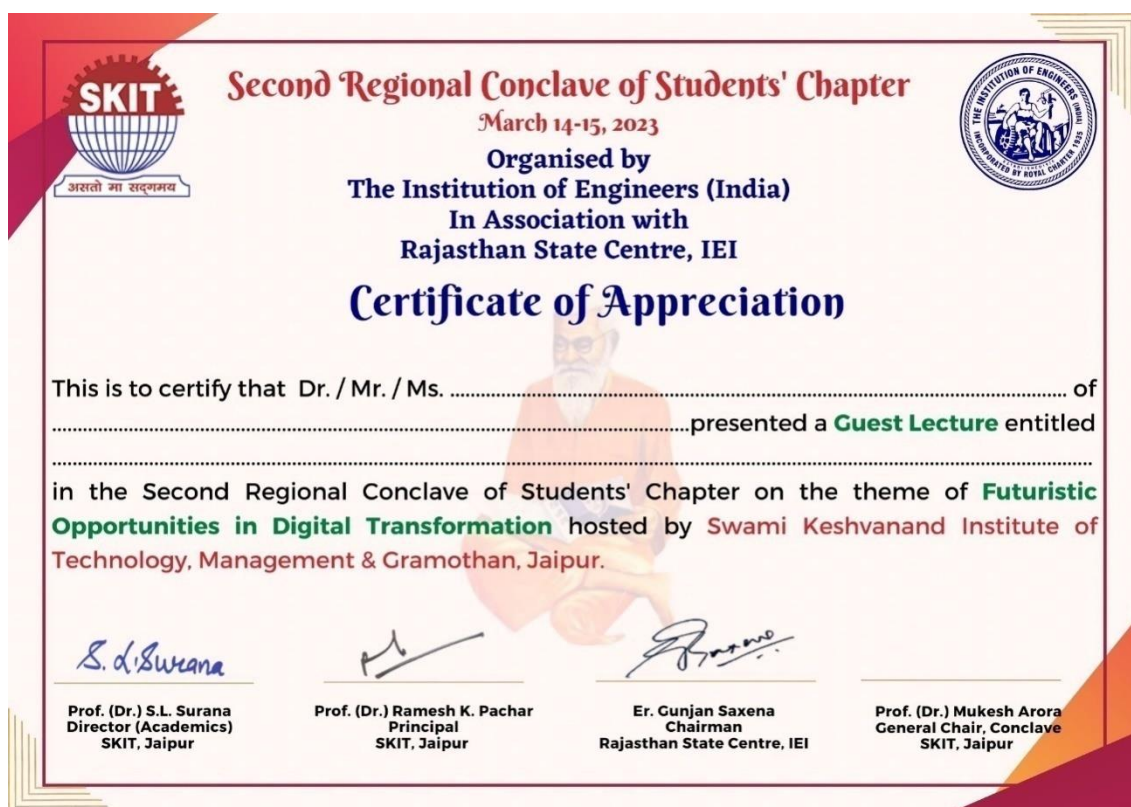 SKIT
असतो मा सद्गमय
Second Regional Conclave of Students' Chapter
March 14-15, 2023
Organised by
The Institution of Engineers (India)
In Association with
Rajasthan State Centre, IEI
THE INSTITUTION OF ENGINEERS (INDIA)
INCORPORATED BY ROYAL CHARTER 1935
Certificate of Appreciation
This is to certify that Dr. / Mr. / Ms. .................................................. of
..................................................presented a Guest Lecture entitled
in the Second Regional Conclave of Students' Chapter on the theme of Futuristic
Opportunities in Digital Transformation hosted by Swami Keshvanand Institute of
Technology, Management & Gramothan, Jaipur.
S.L.Surana
Prof. (Dr.) S.L. Surana
Director (Academics)
SKIT, Jaipur
Prof. (Dr.) Ramesh K. Pachar
Principal
SKIT, Jaipur
Er. Gunjan Saxena
Chairman
Rajasthan State Centre, IEI
Prof. (Dr.) Mukesh Arora
General Chair, Conclave
SKIT, Jaipur